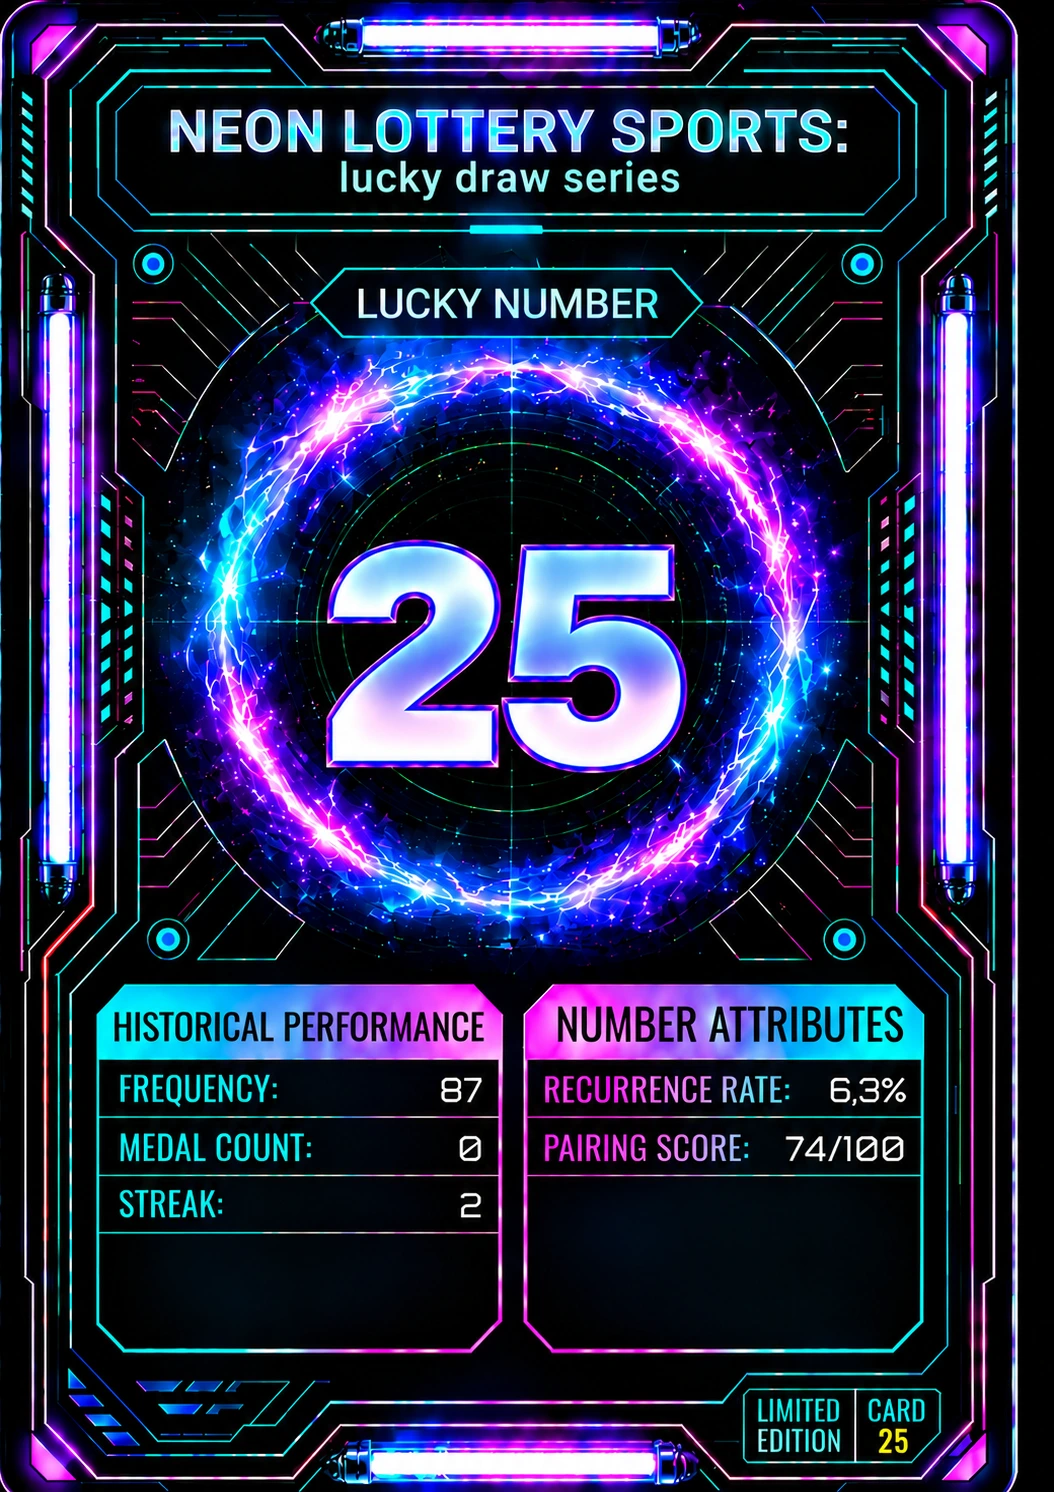 NEON LOTTERY SPORTS:
lucky draw series
LUCKY NUMBER
25
HISTORICAL PERFORMANCE
FREQUENCY: 87
MEDAL COUNT: 0
STREAK: 2
NUMBER ATTRIBUTES
RECURRENCE RATE: 6,3%
PAIRING SCORE: 74/100
LIMITED EDITION
CARD 25